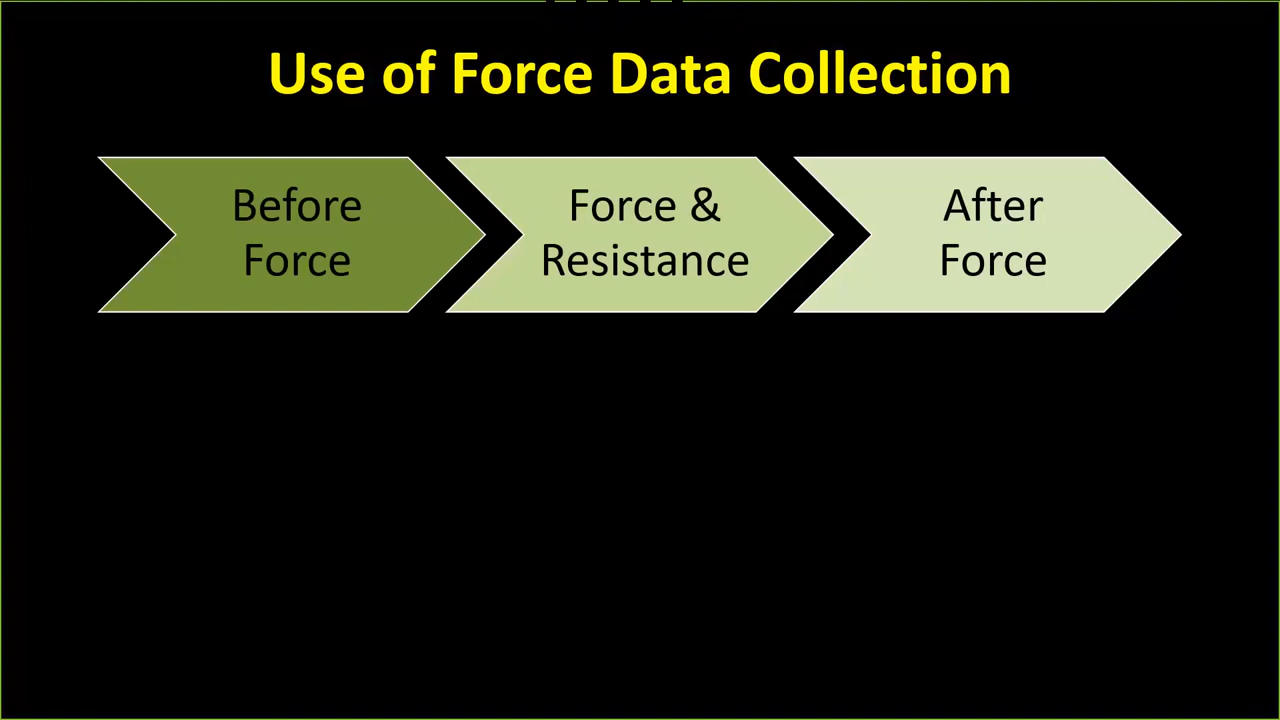 Use of Force Data Collection
Before
Force
Force &
Resistance
After
Force